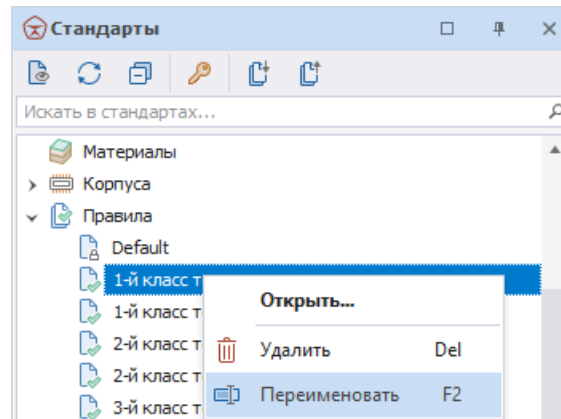 Стандарты
Искать в стандартах...
Материалы
Корпуса
Правила
Default
1-й класс т
Открыть...
1-й класс т
2-й класс т
Удалить Del
2-й класс т
Переименовать F2
3-й класс т